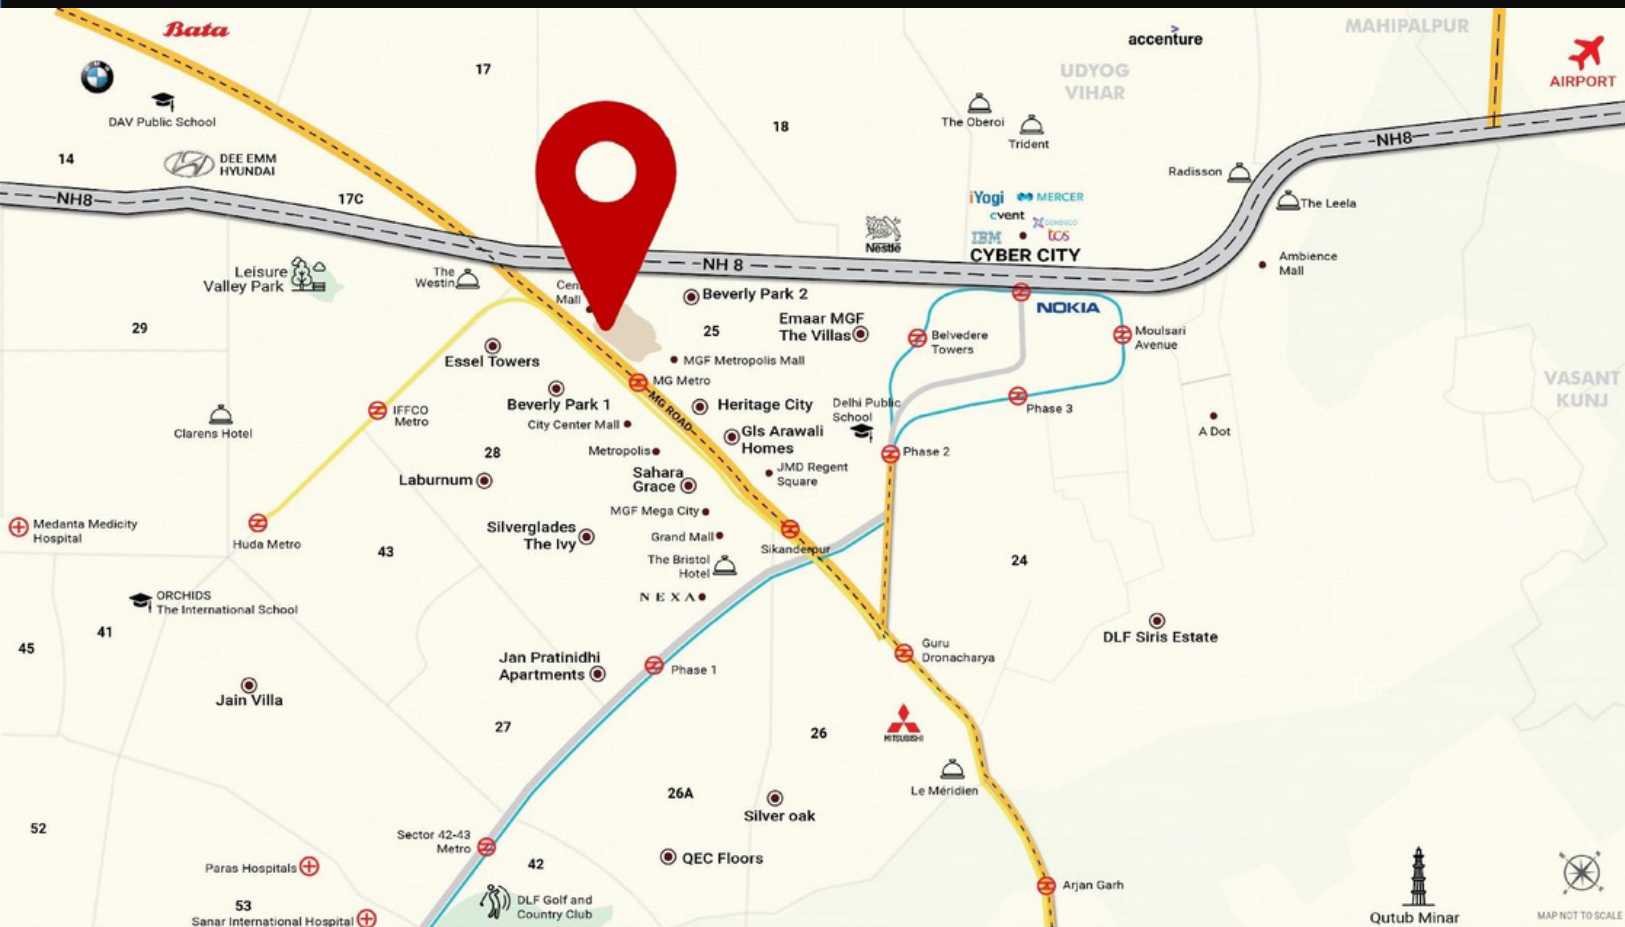 Bata
accenture
MAHIPALPUR
AIRPORT
17
UDYOG
VIHAR
DAV Public School
The Oberoi
18
Trident
NH8
14
DEE EMM
HYUNDAI
Radisson
NH8
17C
iYogi
MERCER
The Leela
cvent
CONDUCO
IBM
tcs
Nestlé
CYBER CITY
NH 8
Ambience
Mall
Leisure
Valley Park
The
Westin
Cen
Mall
Beverly Park 2
NOKIA
29
25
Emaar MGF
The Villas
Belvedere
Towers
Moulsari
Avenue
Essel Towers
MGF Metropolis Mall
MG Metro
VASANT
KUNJ
Beverly Park 1
MG ROAD
Heritage City
Delhi Public
School
Phase 3
IFFCO
Metro
City Center Mall
Clarens Hotel
Gls Arawali
Homes
A Dot
28
Metropolis
Phase 2
Laburnum
Sahara
Grace
JMD Regent
Square
MGF Mega City
Medanta Medicity
Hospital
Huda Metro
Silverglades
The Ivy
Grand Mall
Sikanderpur
43
The Bristol
Hotel
24
ORCHIDS
The International School
NEXA
41
DLF Siris Estate
45
Guru
Dronacharya
Jan Pratinidhi
Apartments
Phase 1
Jain Villa
27
26
MITSUBISHI
26A
Le Méridien
Silver oak
52
Sector 42-43
Metro
Paras Hospitals
42
QEC Floors
Arjan Garh
53
DLF Golf and
Country Club
Sanar International Hospital
Qutub Minar
MAP NOT TO SCALE